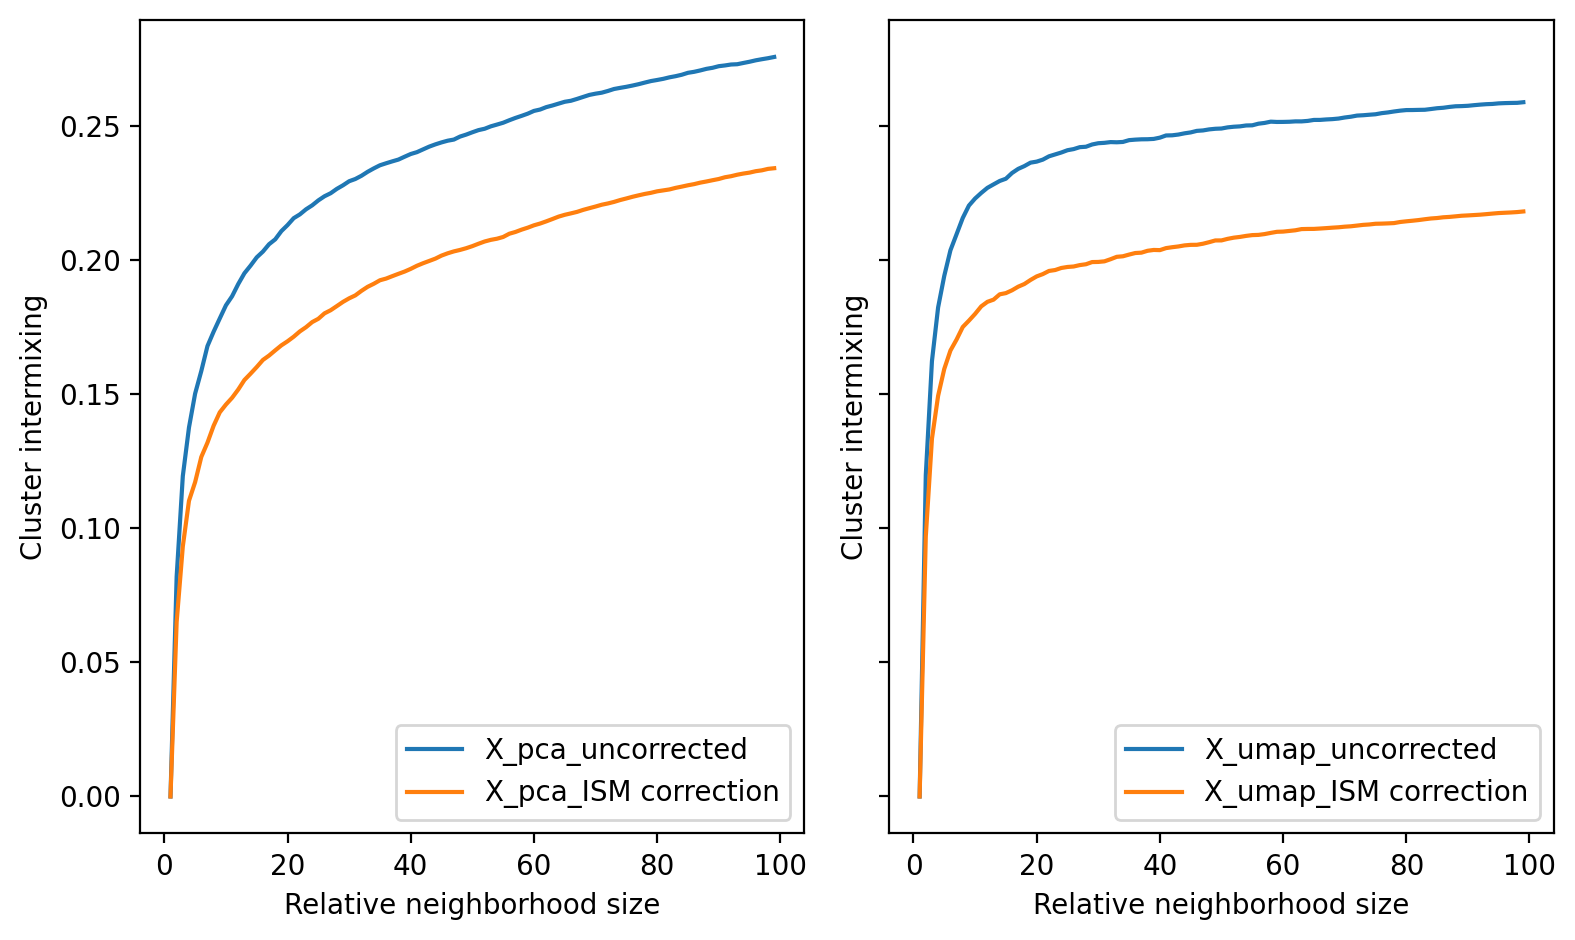 Cluster intermixing
0.25
0.20
0.15
0.10
0.05
0.00
0 20 40 60 80 100
Relative neighborhood size
X_pca_uncorrected
X_pca_ISM correction
Cluster intermixing
0 20 40 60 80 100
Relative neighborhood size
X_umap_uncorrected
X_umap_ISM correction